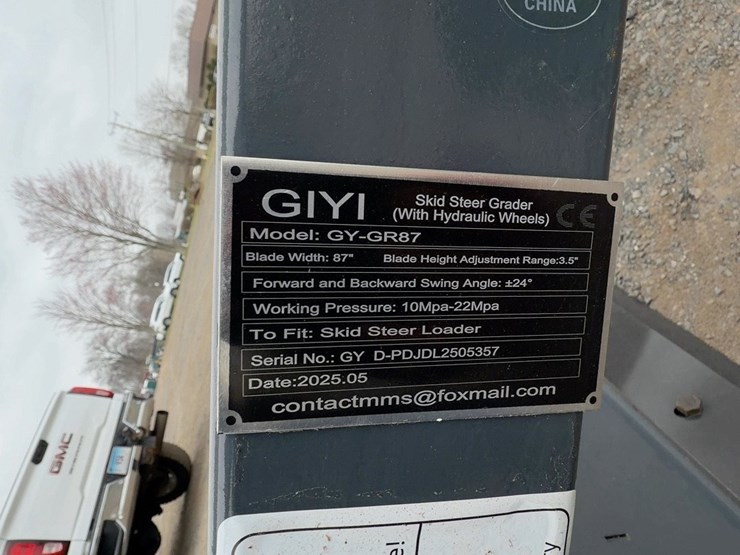 CHINA
GIYI
Skid Steer Grader
(With Hydraulic Wheels)
CE
Model: GY-GR87
Blade Width: 87" Blade Height Adjustment Range:3.5"
Forward and Backward Swing Angle: ±24°
Working Pressure: 10Mpa-22Mpa
To Fit: Skid Steer Loader
Serial No.: GY D-PDJDL2505357
Date:2025.05
contactmms@foxmail.com
GMC